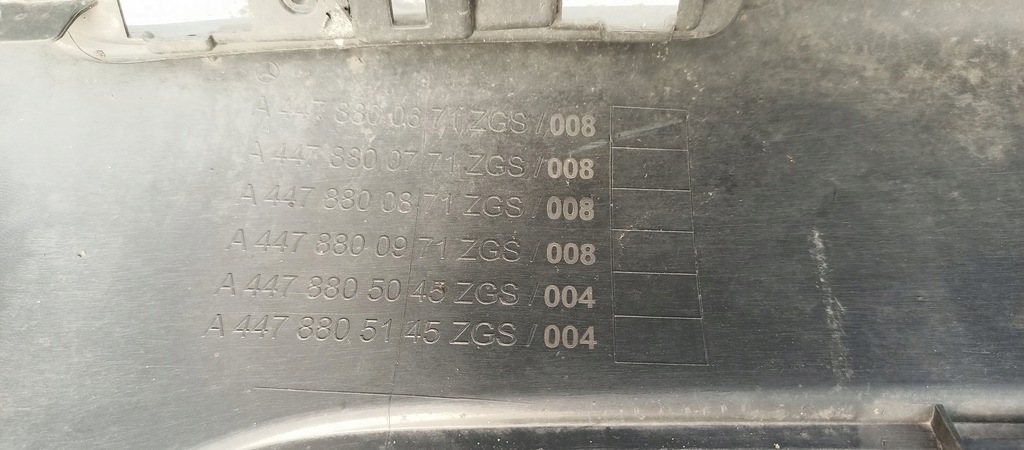 A 447 880 06 71 ZGS / 008
A 447 880 07 71 ZGS / 008
A 447 880 08 71 ZGS / 008
A 447 880 09 71 ZGS / 008
A 447 880 50 45 ZGS / 004
A 447 880 51 45 ZGS / 004